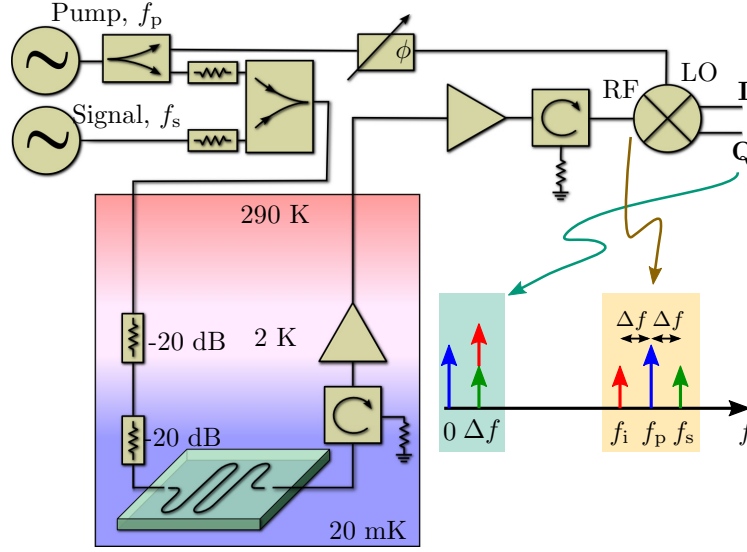 Pump, fp
ϕ
RF
LO
I
Q
Signal, fs
290 K
-20 dB
2 K
-20 dB
20 mK
Δf Δf
0 Δf
fi fp fs
f